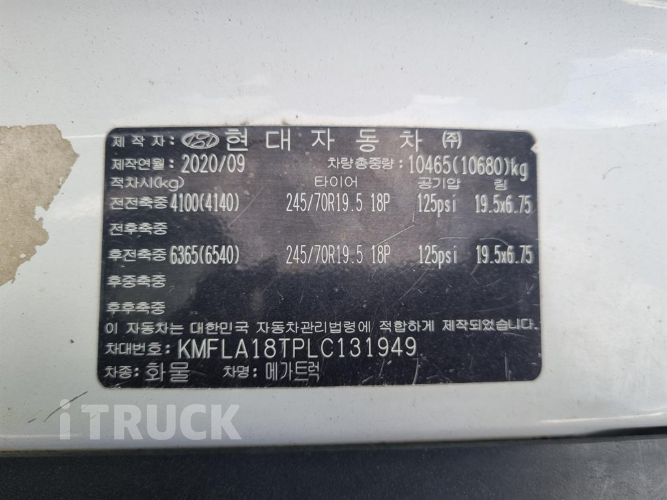 제 작 자: 현 대 자 동 차 ㈜
제작연월: 2020/09 차량총중량: 10465(10680)kg
적차시(kg) 타이어 공기압 림
전전축중 4100(4140) 245/70R19.5 18P 125psi 19.5x6.75
전후축중
후전축중 6365(6540) 245/70R19.5 18P 125psi 19.5x6.75
후중축중
후후축중
이 자동차는 대한민국 자동차관리법령에 적합하게 제작되었습니다
차대번호: KMFLA18TPLC131949
차종: 화물 차명: 메가트럭
iTRUCK